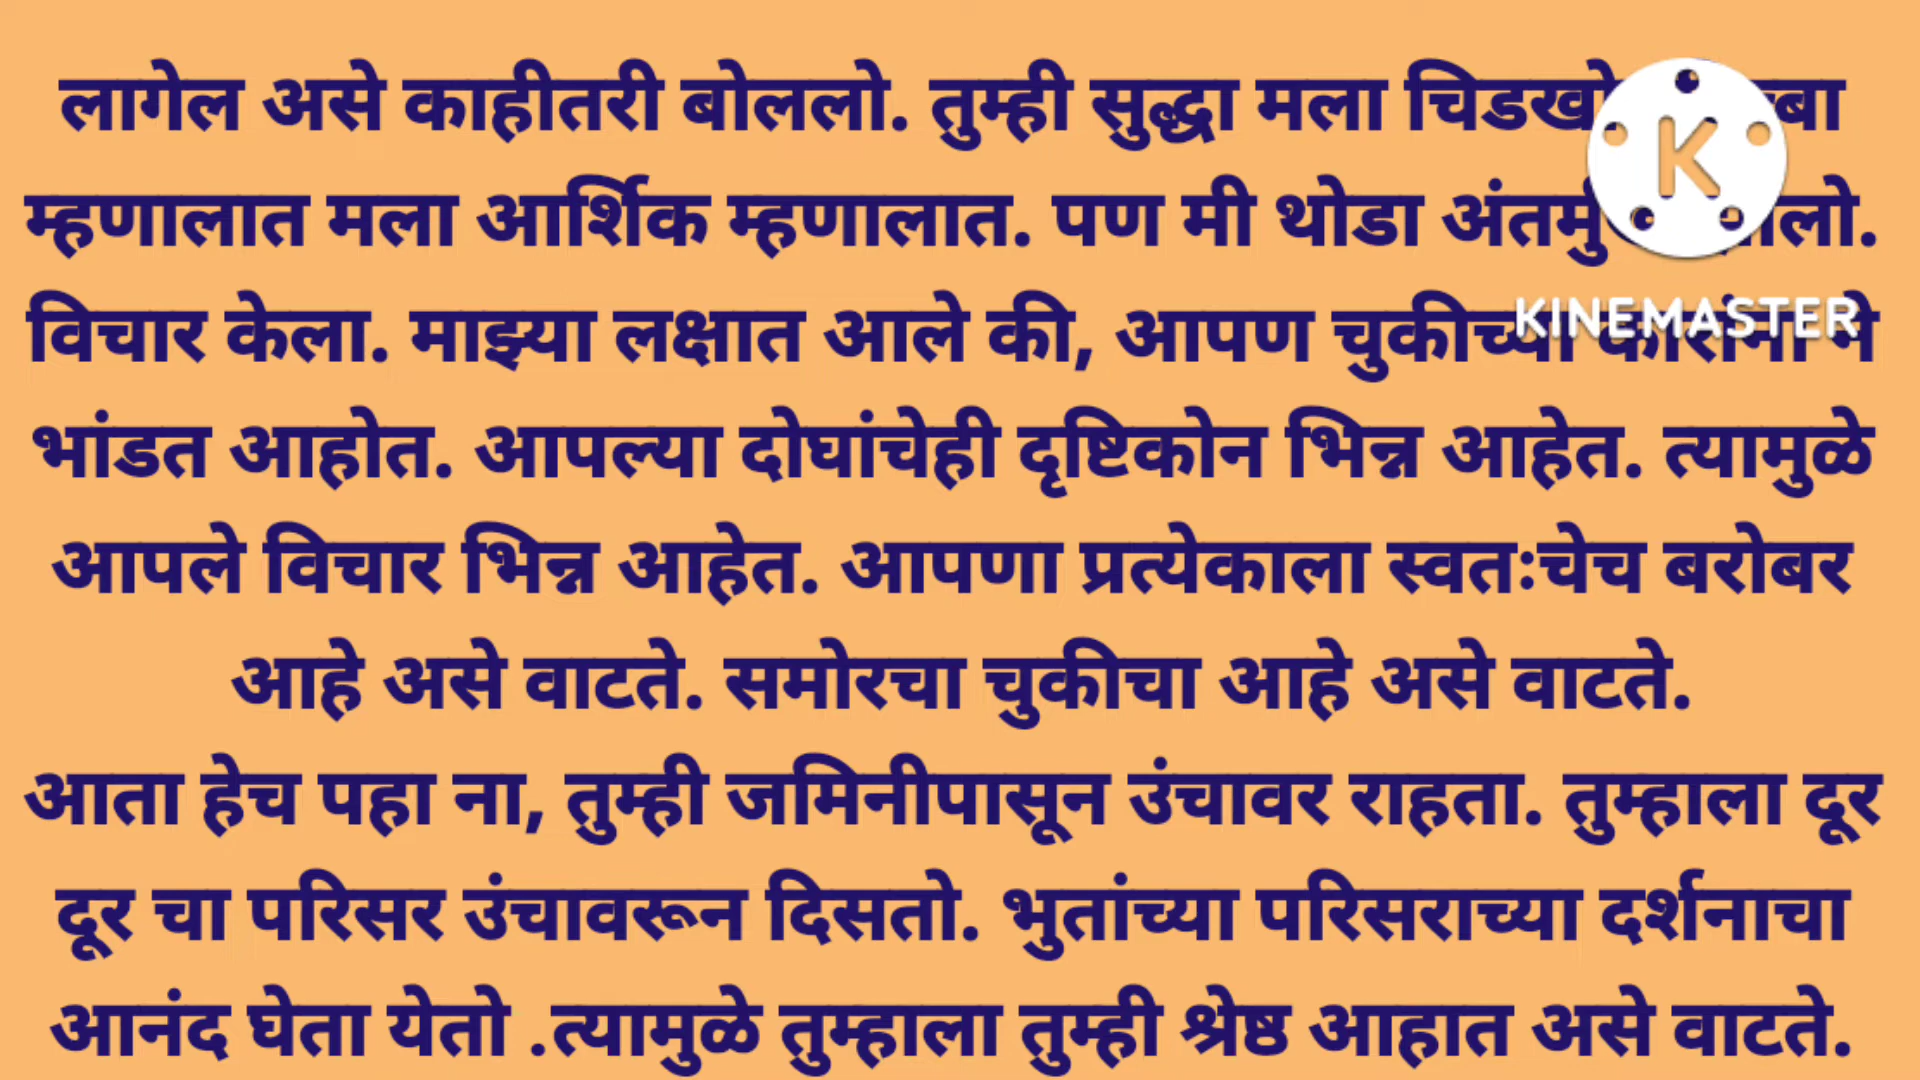 लागेल असे काहीतरी बोललो. तुम्ही सुद्धा मला
म्हणालात मला आर्शिक म्हणालात. पण मी थोडा
विचार केला. माझ्या लक्षात आले की, आपण चुकीच्या
KINEMASTER
भांडत आहोत. आपल्या दोघांचेही दृष्टिकोन भिन्न आहेत. त्यामुळे
आपले विचार भिन्न आहेत. आपणा प्रत्येकाला स्वतःचेच बरोबर
आहे असे वाटते. समोरचा चुकीचा आहे असे वाटते.
आता हेच पहा ना, तुम्ही जमिनीपासून उंचावर राहता. तुम्हाला दूर
दूर चा परिसर उंचावरून दिसतो. भुतांच्या परिसराच्या दर्शनाचा
आनंद घेता येतो .त्यामुळे तुम्हाला तुम्ही श्रेष्ठ आहात असे वाटते.